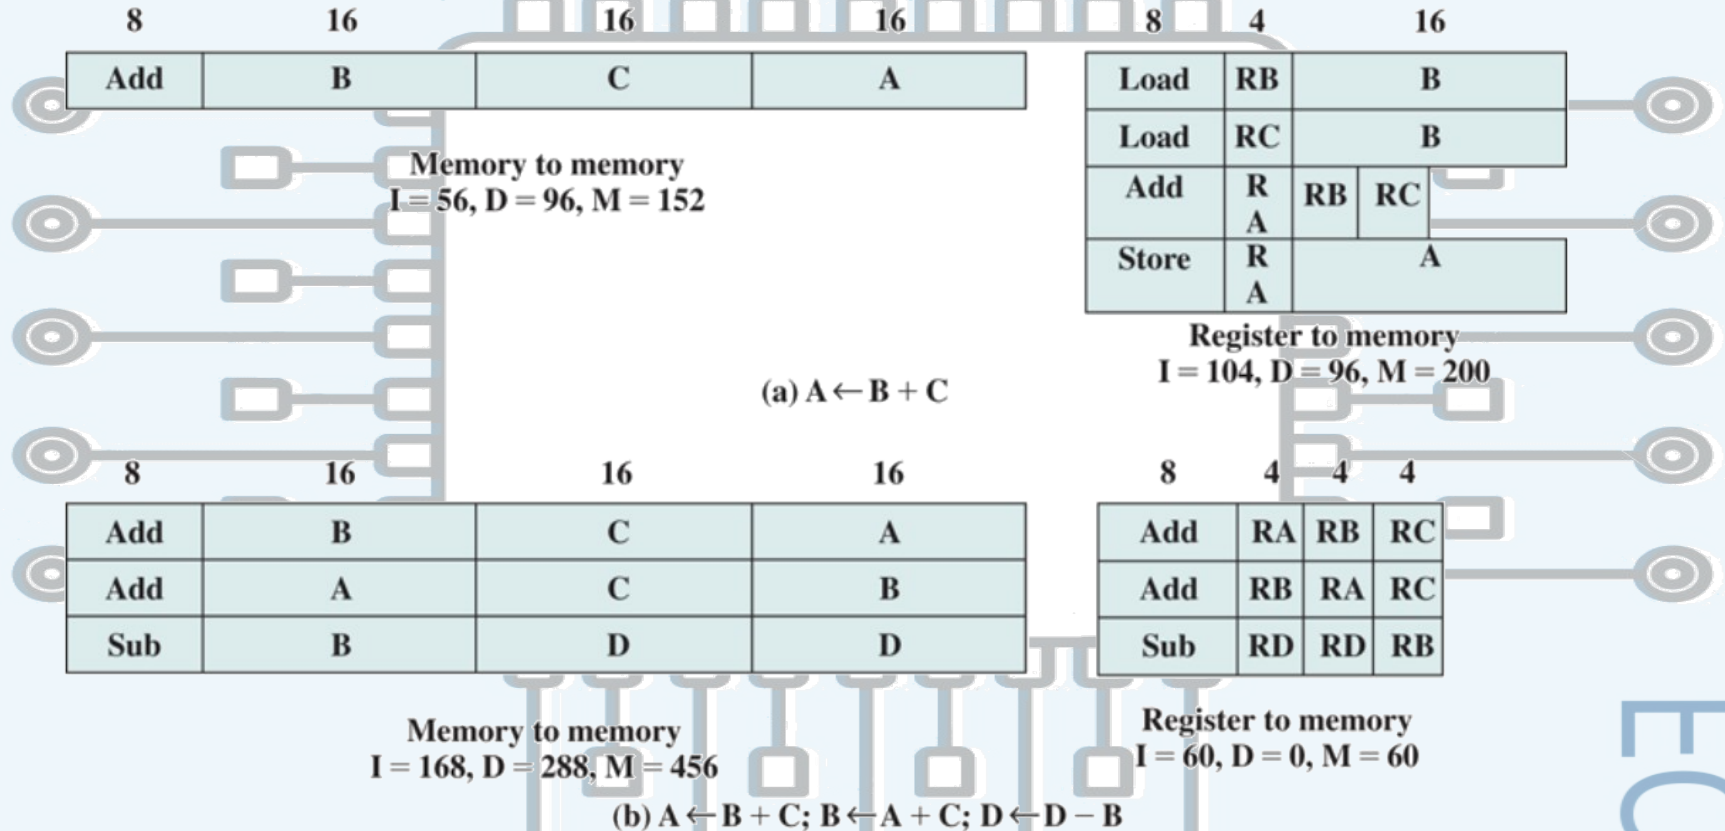 8 16 16 16
Add B C A
Memory to memory
I = 56, D = 96, M = 152
8 4 16
Load RB B
Load RC B
Add R A RB RC
Store R A A
Register to memory
I = 104, D = 96, M = 200
(a) A ← B + C
8 16 16 16
Add B C A
Add A C B
Sub B D D
Memory to memory
I = 168, D = 288, M = 456
8 4 4 4
Add RA RB RC
Add RB RA RC
Sub RD RD RB
Register to memory
I = 60, D = 0, M = 60
(b) A ← B + C; B ← A + C; D ← D − B